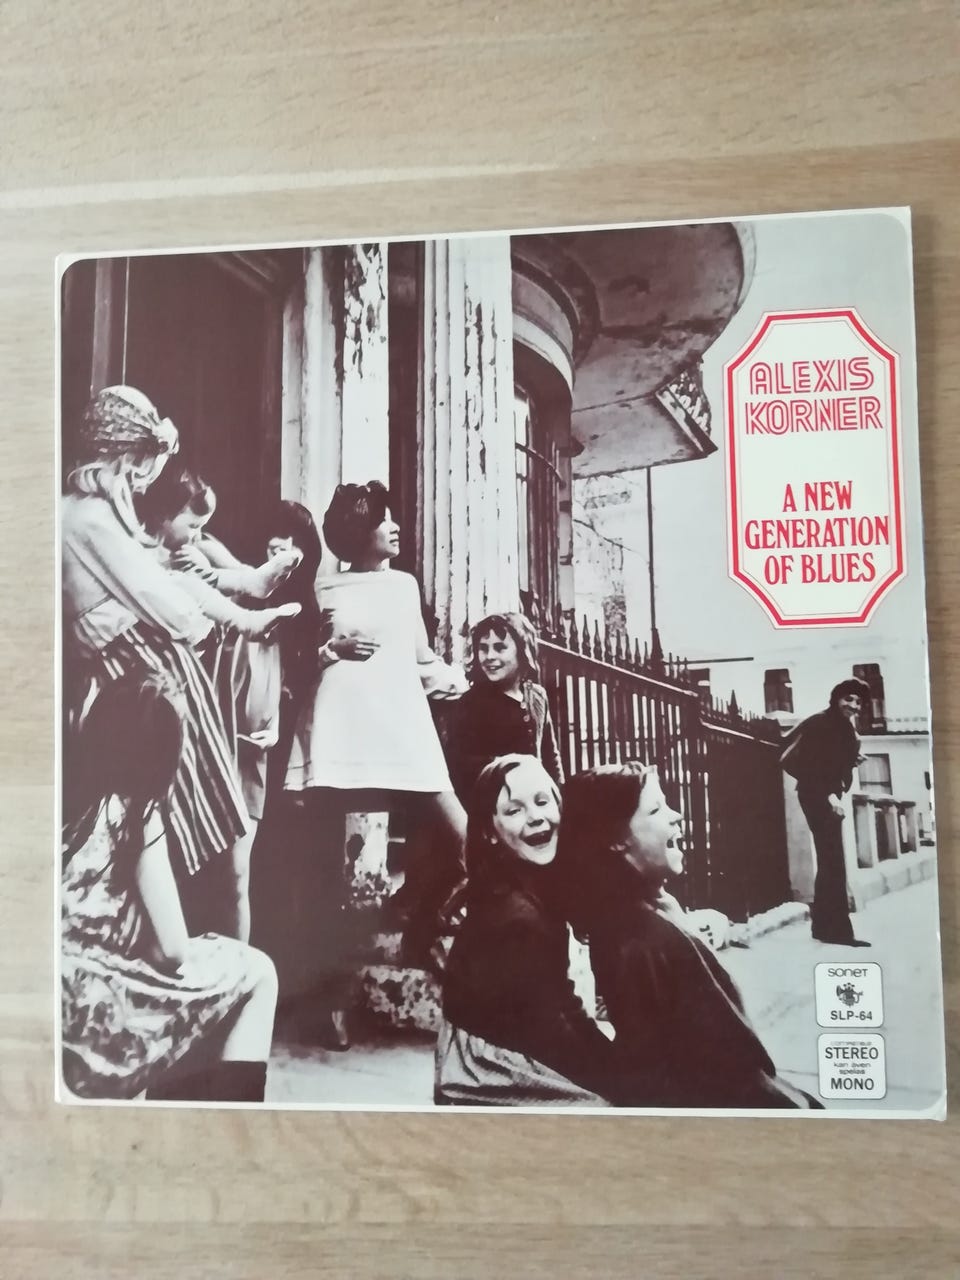 ALEXIS
KORNER
A NEW
GENERATION
OF BLUES
SONET
SLP-64
STEREO
kan även
spelas
MONO